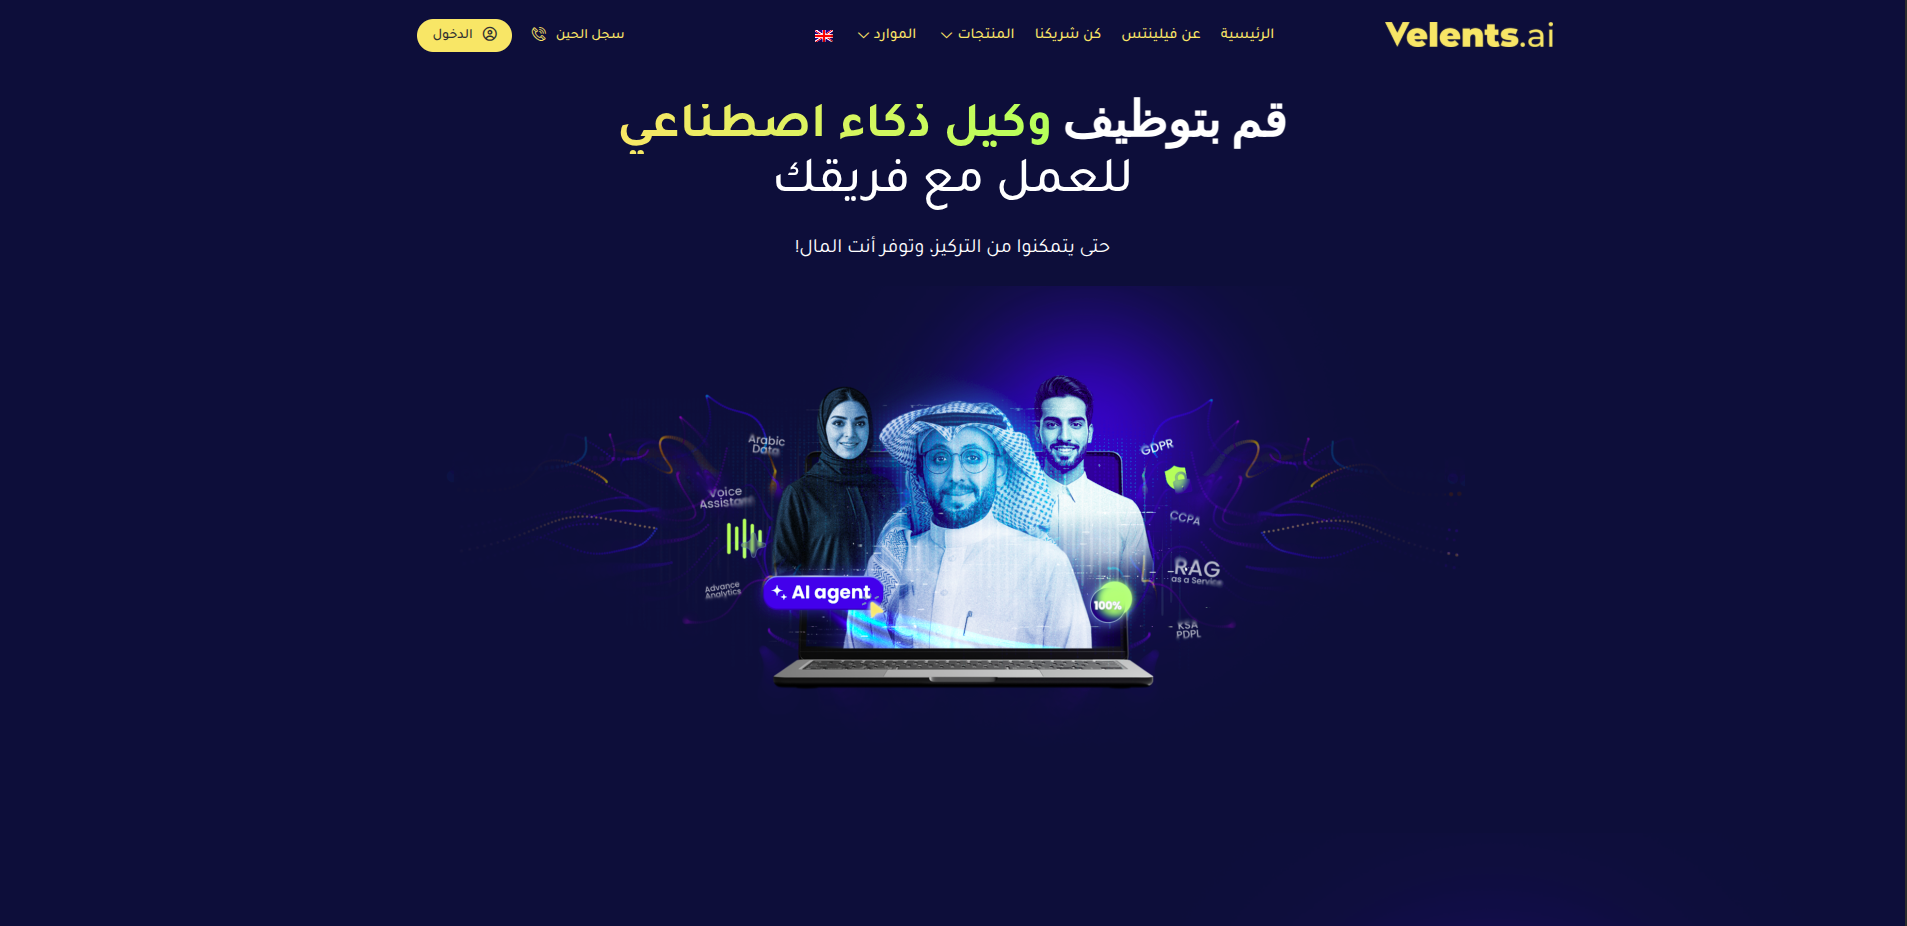 Velents.ai
الرئيسية
عن فيلينتس
كن شريكنا
المنتجات
الموارد
سجل الحين
الدخول
قم بتوظيف وكيل ذكاء اصطناعي
للعمل مع فريقك
حتى يتمكنوا من التركيز، وتوفر أنت المال!
Arabic
Data
GDPR
Voice
Assistant
CCPA
RAG
as a Service
Advance
Analytics
AI agent
100%
KSA
PDPL